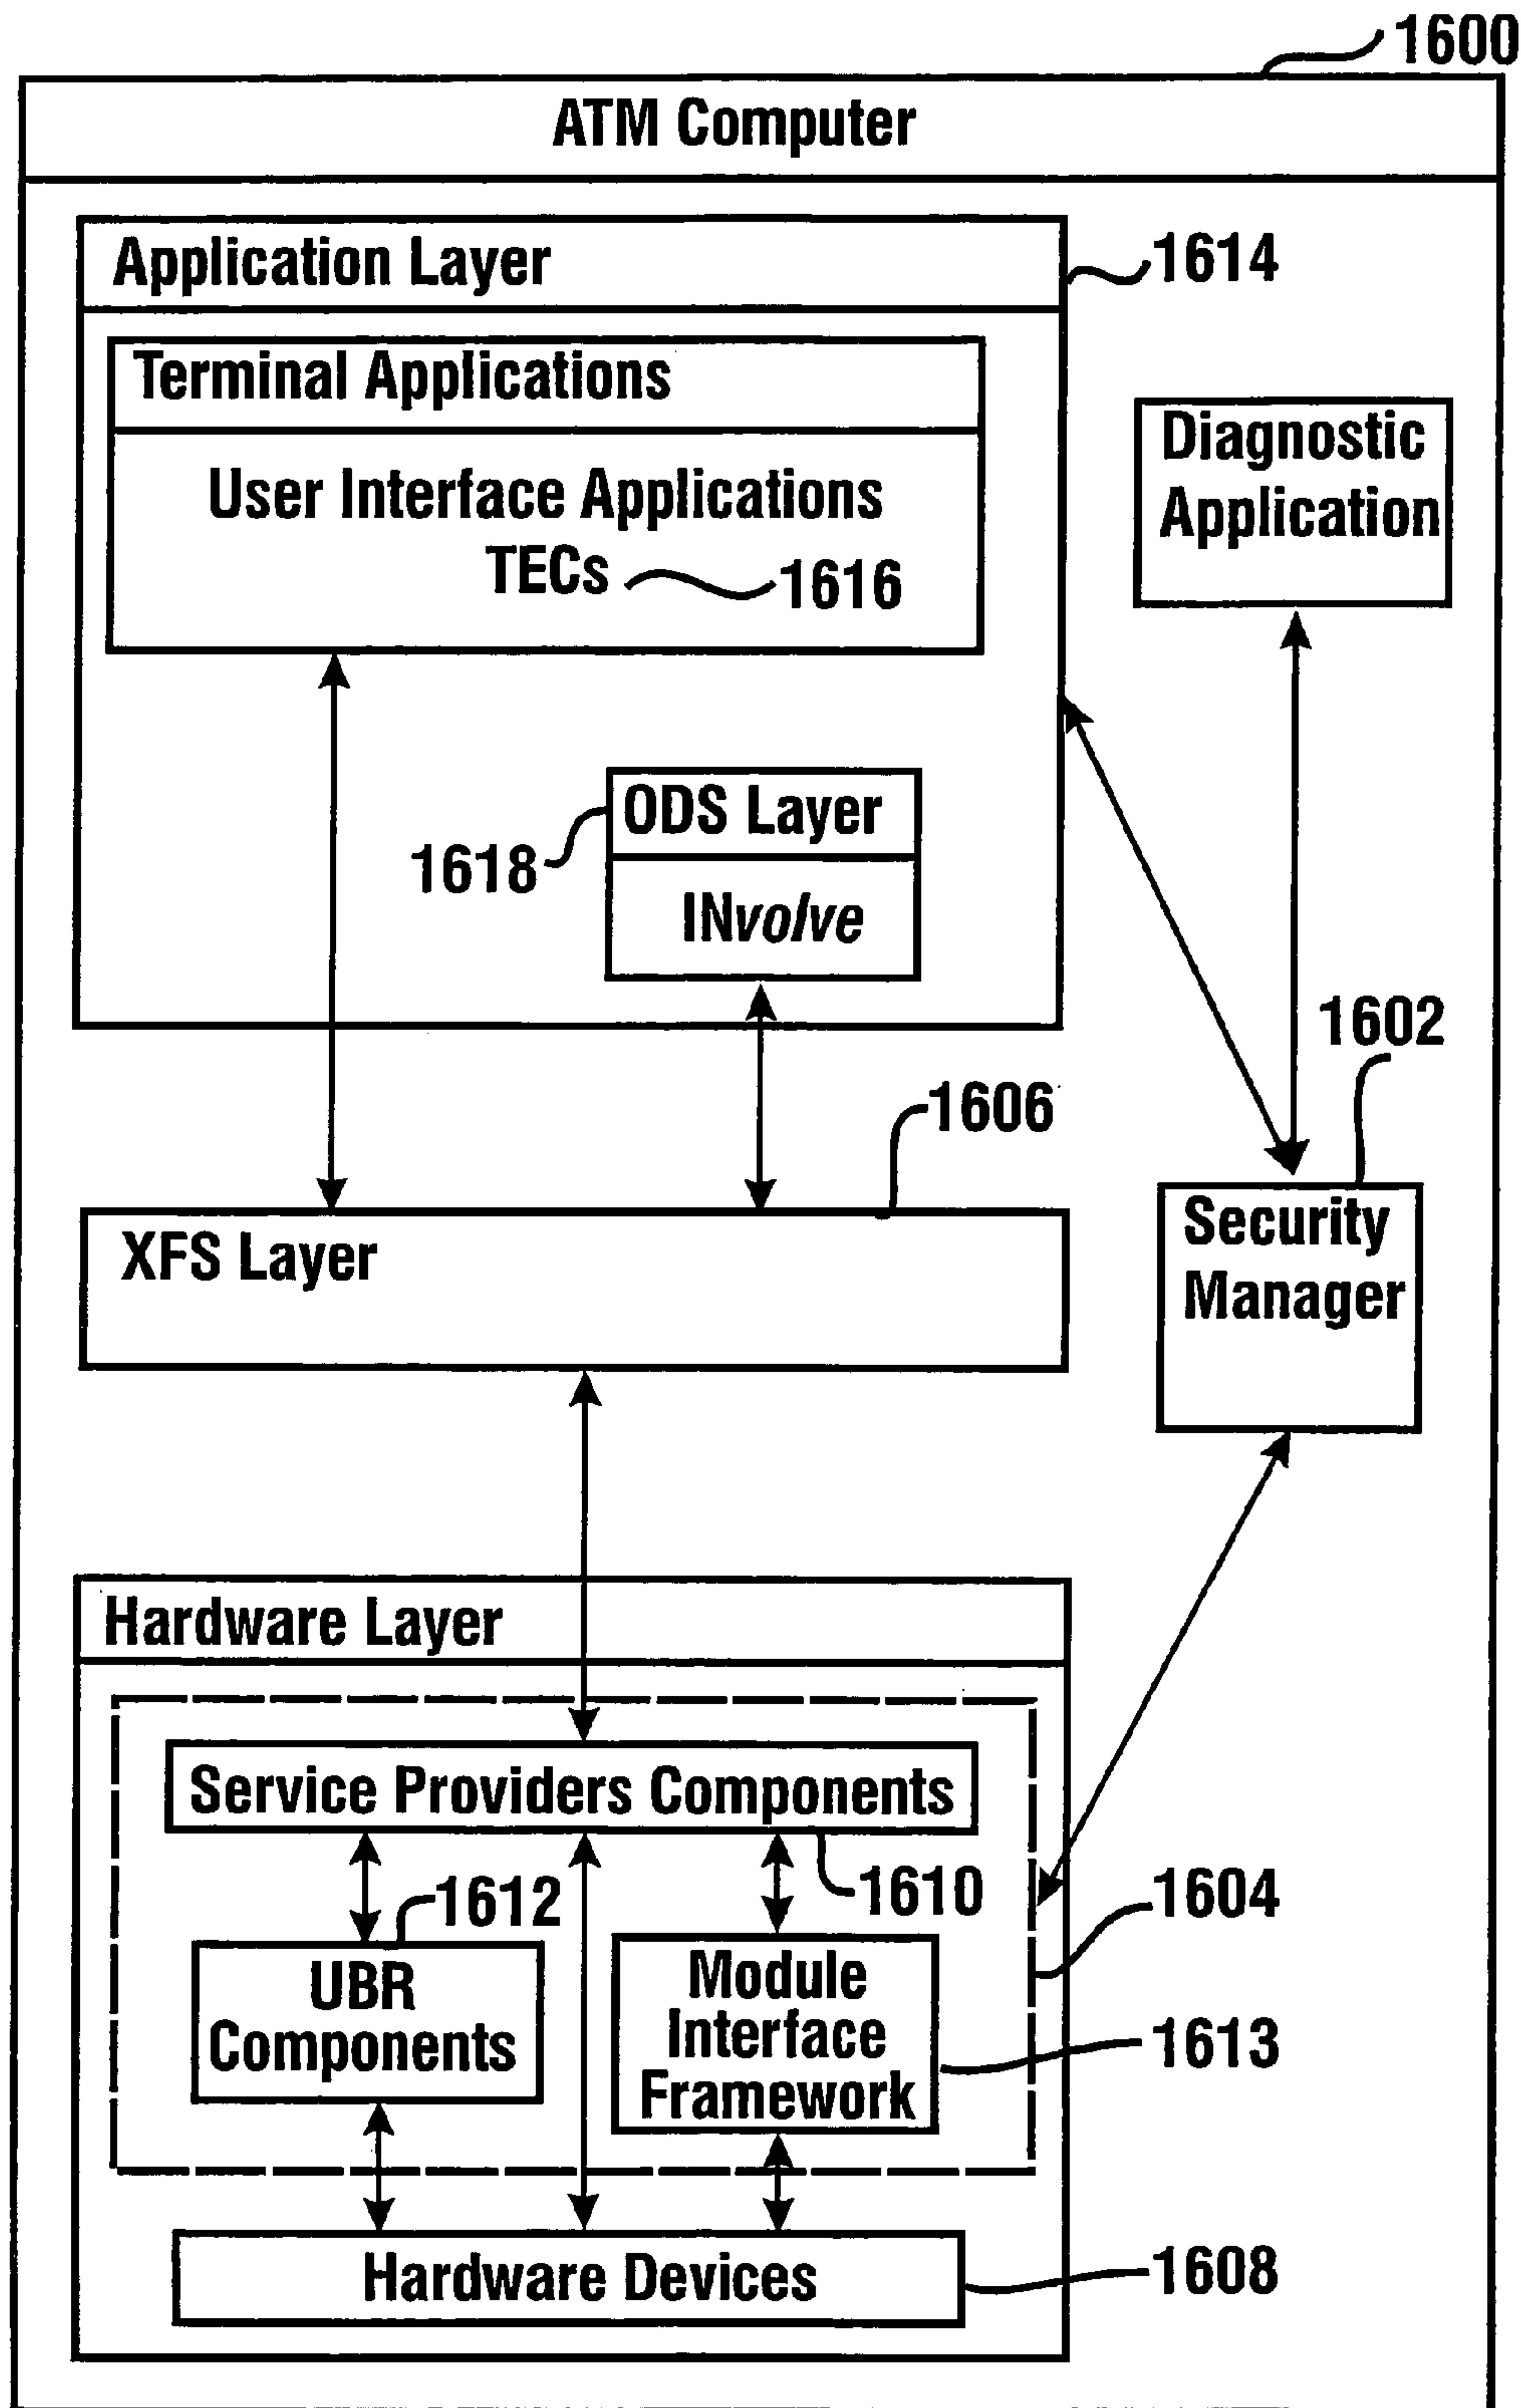 1600
ATM Computer
Application Layer
1614
Terminal Applications
User Interface Applications
TECs
1616
Diagnostic
Application
ODS Layer
1618
INvolve
1602
1606
XFS Layer
Security
Manager
Hardware Layer
Service Providers Components
1610
1612
1604
UBR
Components
Module
Interface
Framework
1613
Hardware Devices
1608